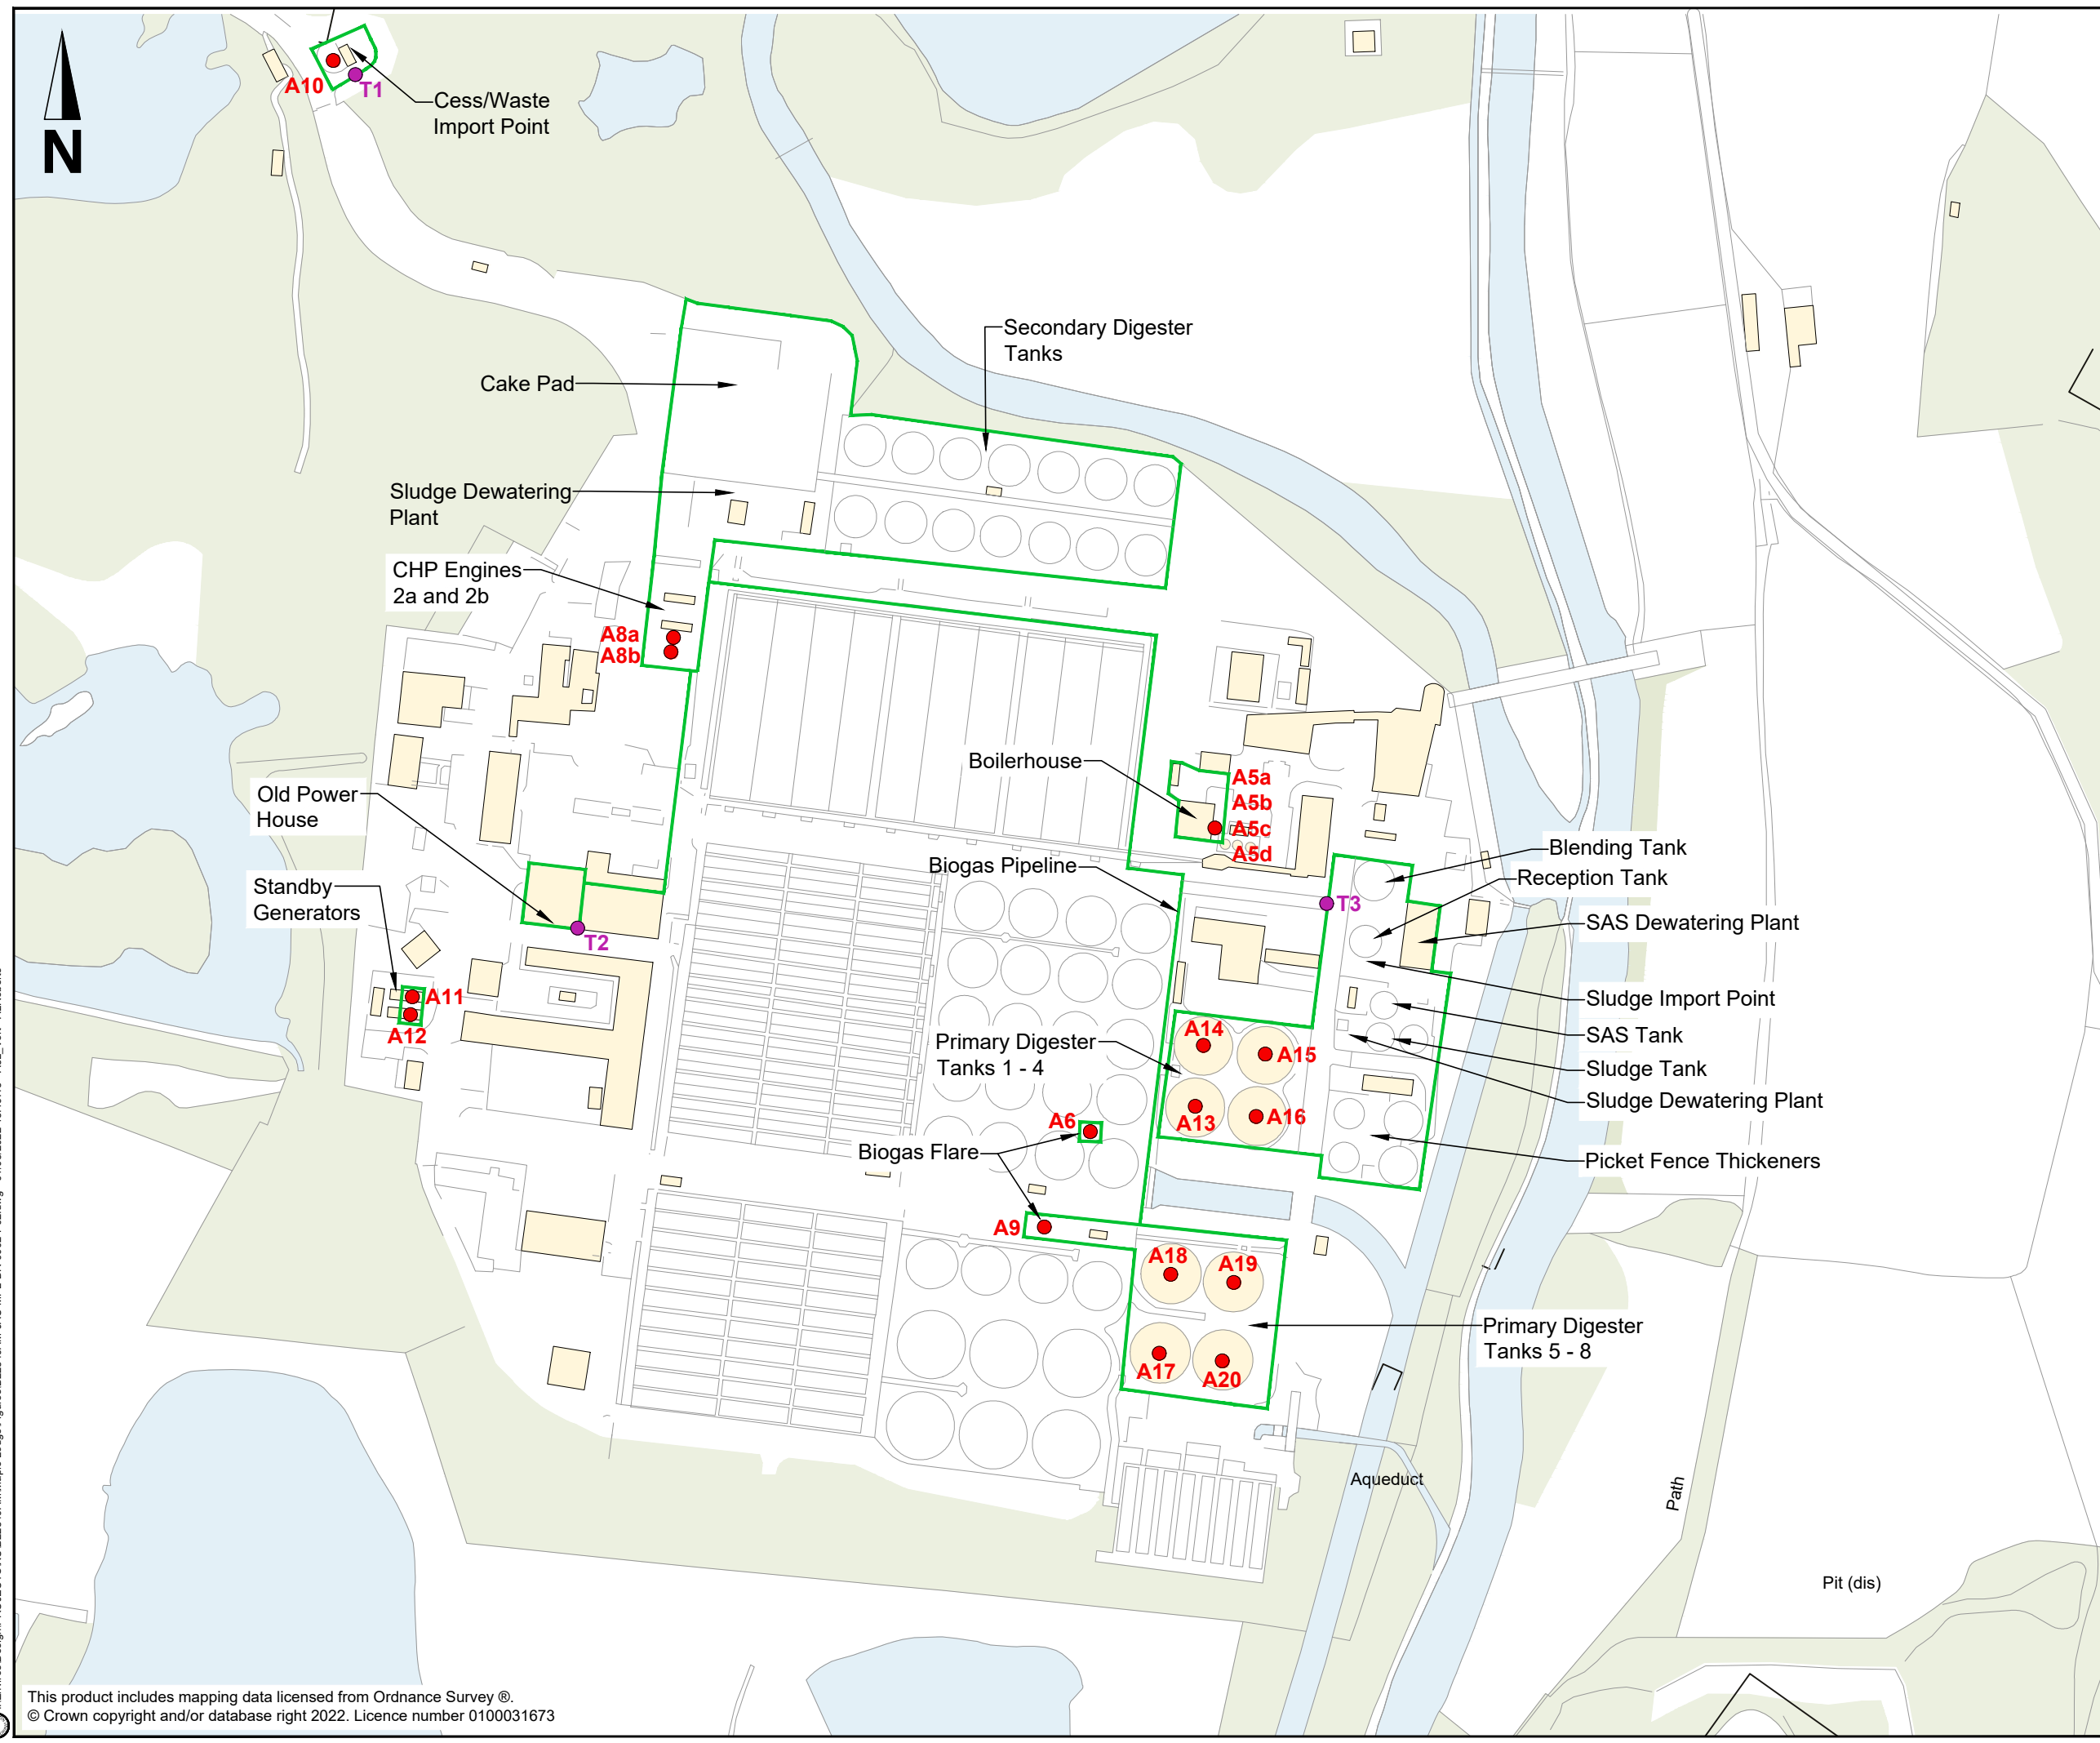 A10
T1
Cess/Waste
Import Point
N
Secondary Digester
Tanks
Cake Pad
Sludge Dewatering
Plant
CHP Engines
2a and 2b
A8a
A8b
Boilerhouse
A5a
A5b
A5c
A5d
Old Power
House
Biogas Pipeline
Blending Tank
Reception Tank
Standby
Generators
T3
SAS Dewatering Plant
T2
A11
A12
Sludge Import Point
SAS Tank
Primary Digester
Tanks 1 - 4
A14
A15
Sludge Tank
Sludge Dewatering Plant
A13
A16
A6
Biogas Flare
Picket Fence Thickeners
A9
A18
A19
Primary Digester
Tanks 5 - 8
A17
A20
Aqueduct
Path
Pit (dis)
This product includes mapping data licensed from Ordnance Survey ®.
© Crown copyright and/or database right 2022. Licence number 0100031673